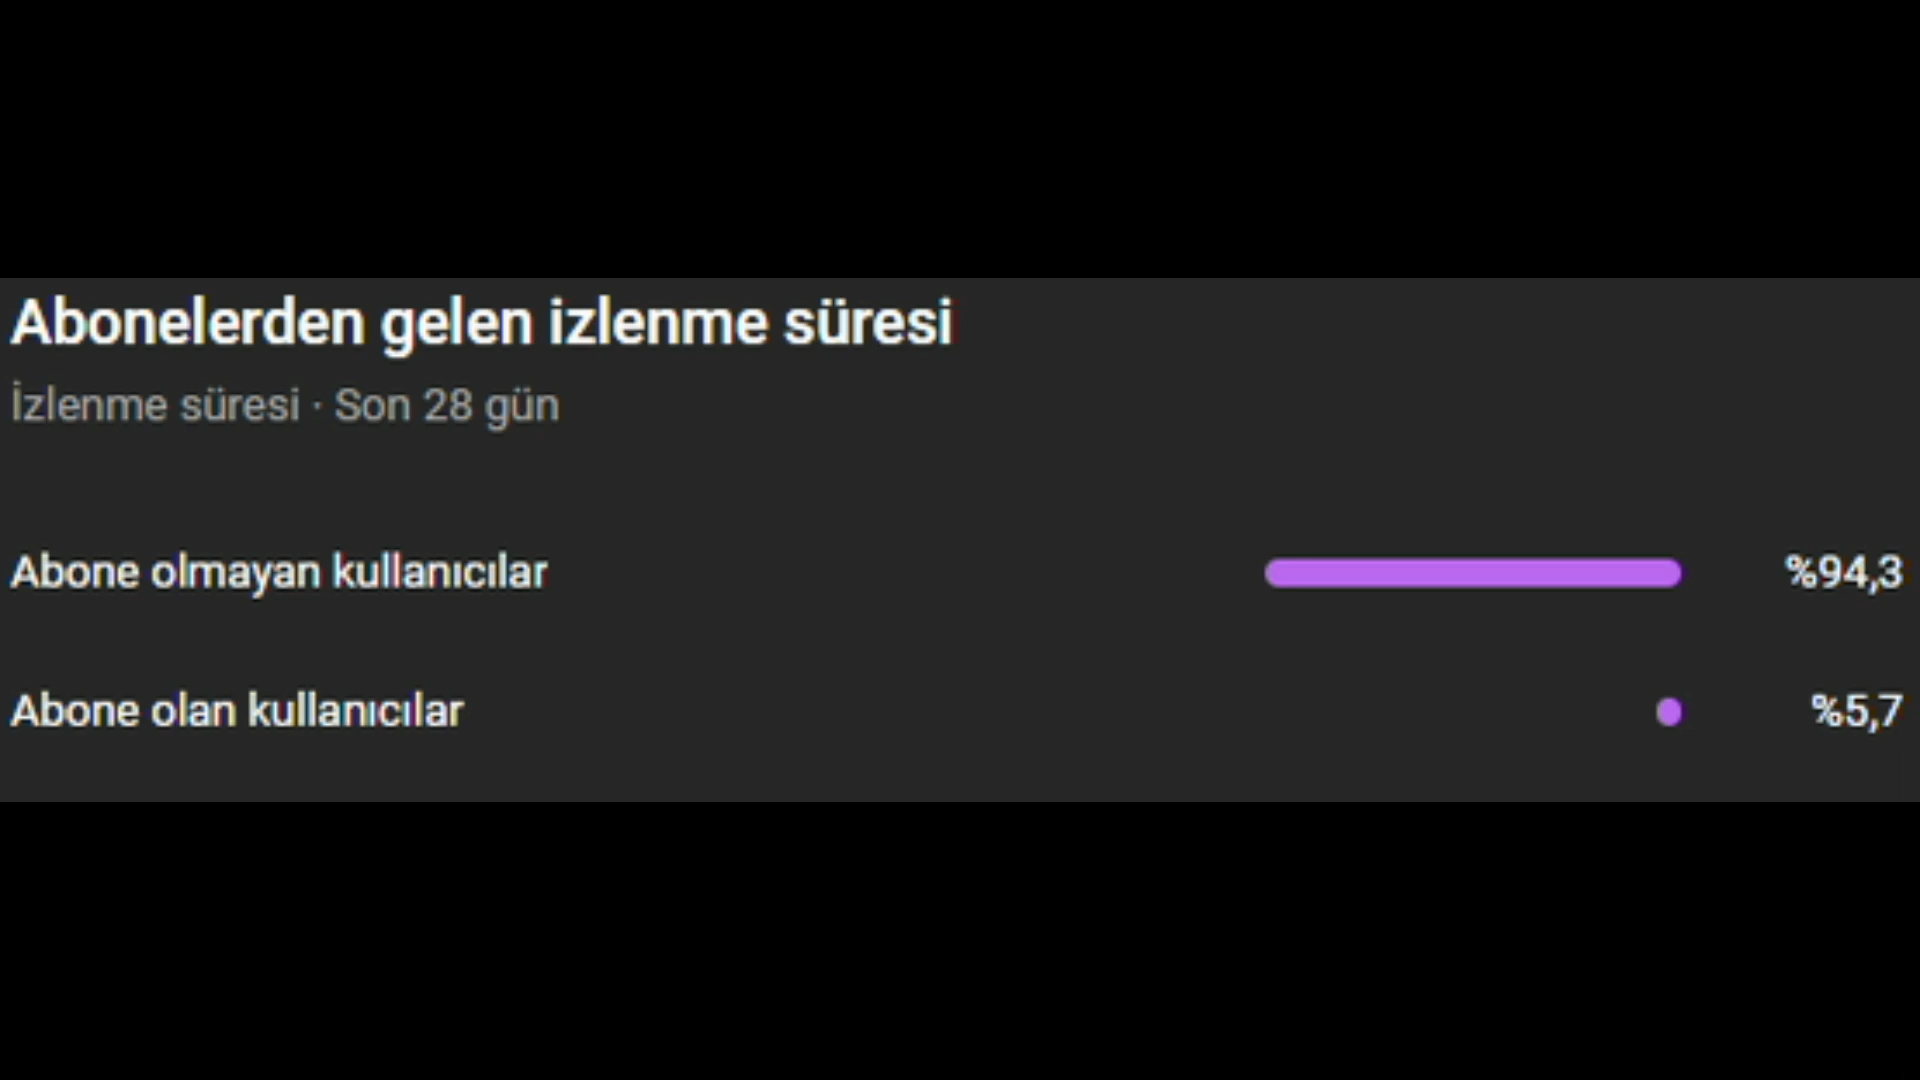 Abonelerden gelen izlenme süresi
İzlenme süresi · Son 28 gün
Abone olmayan kullanıcılar %94,3
Abone olan kullanıcılar %5,7